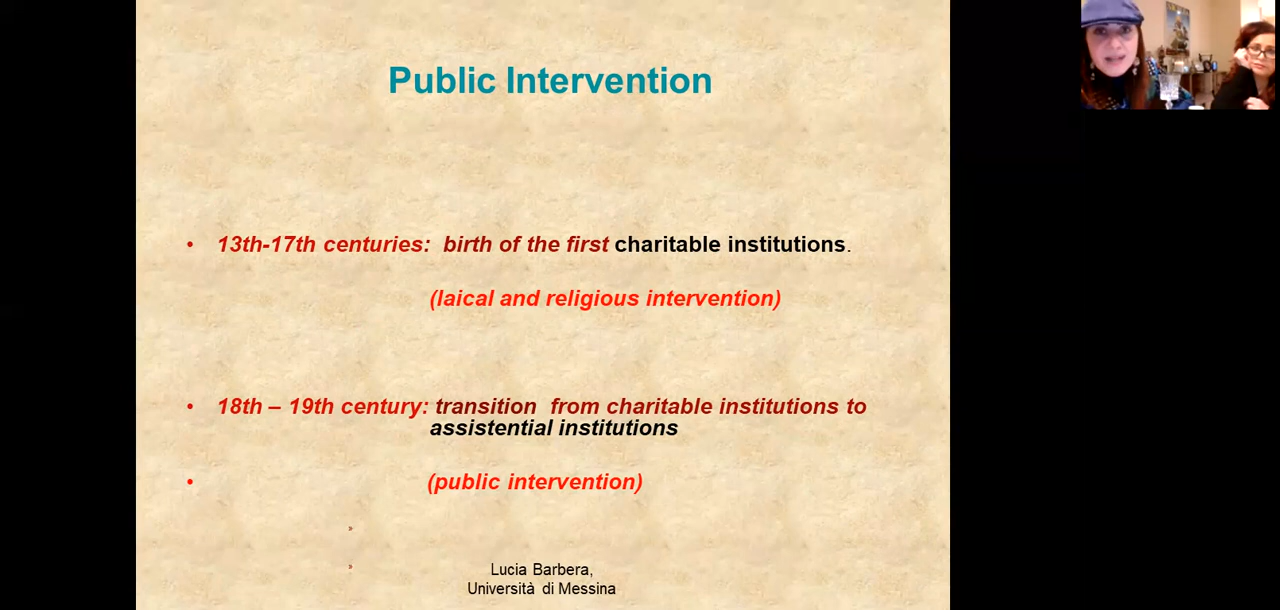 Public Intervention
• 13th-17th centuries: birth of the first charitable institutions.
(laical and religious intervention)
• 18th – 19th century: transition from charitable institutions to
assistential institutions
• (public intervention)
»
»
Lucia Barbera,
Università di Messina